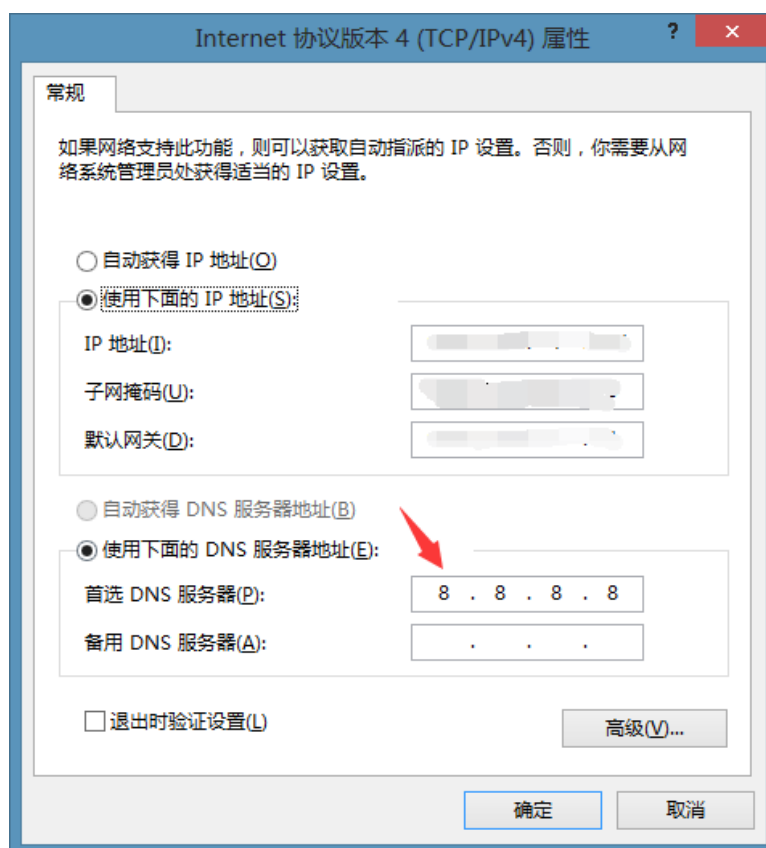 Internet 协议版本 4 (TCP/IPv4) 属性 ?
常规
如果网络支持此功能，则可以获取自动指派的 IP 设置。否则，你需要从网
络系统管理员处获得适当的 IP 设置。
自动获得 IP 地址(O)
使用下面的 IP 地址(S):
IP 地址(I):
子网掩码(U):
默认网关(D):
自动获得 DNS 服务器地址(B)
使用下面的 DNS 服务器地址(E):
首选 DNS 服务器(P): 8 . 8 . 8 . 8
备用 DNS 服务器(A): . . .
退出时验证设置(L)
高级(V)...
确定 取消